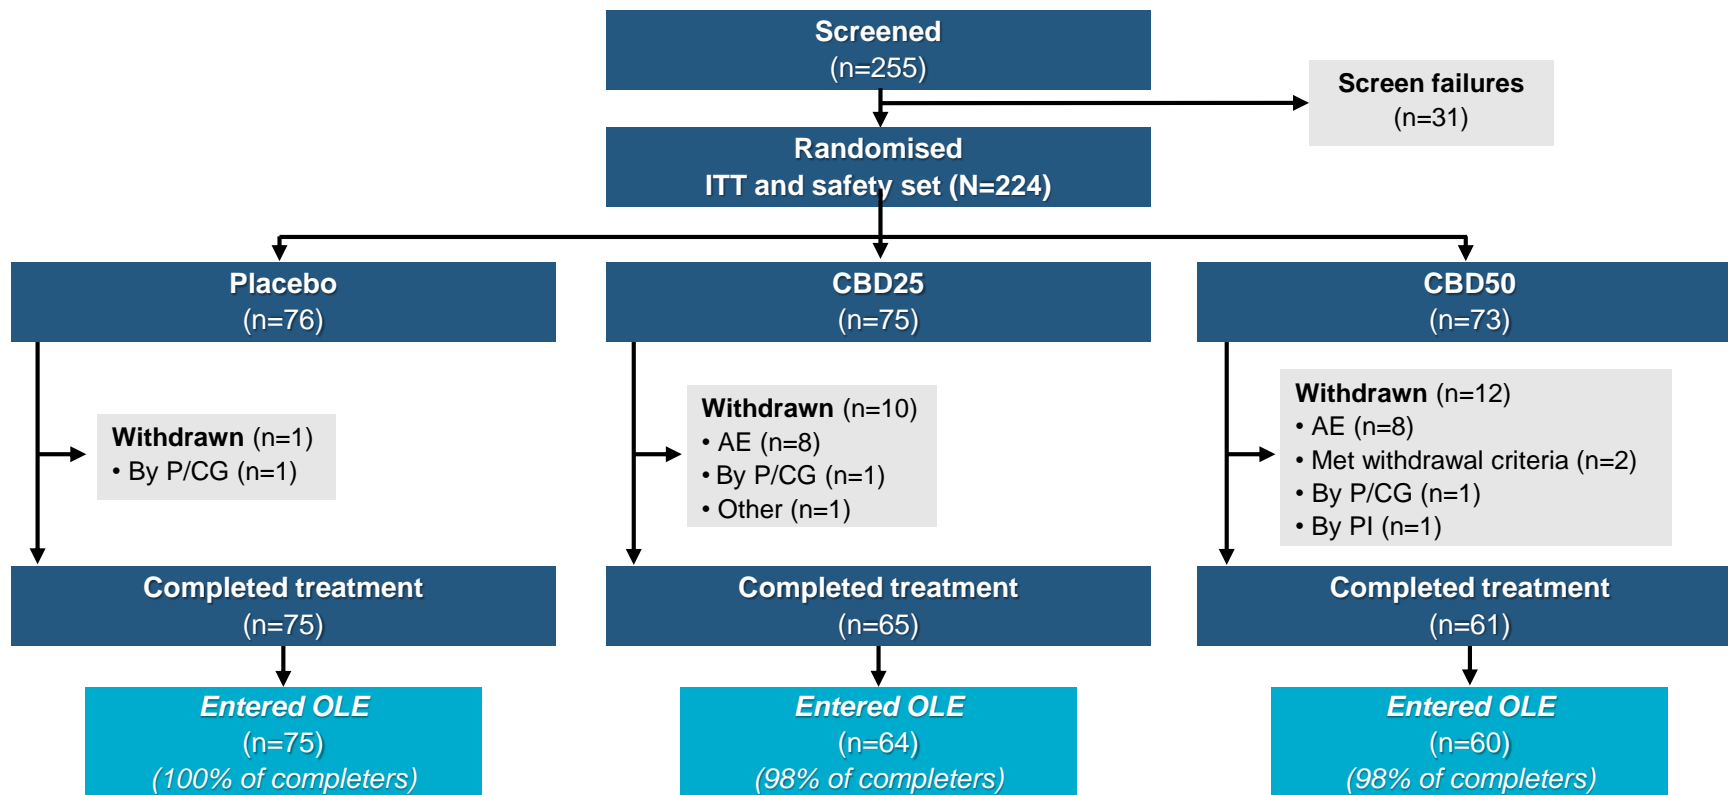 Screened
(n=255)
Screen failures
(n=31)
Randomised
ITT and safety set (N=224)
Placebo
(n=76)
CBD25
(n=75)
CBD50
(n=73)
Withdrawn (n=1)
• By P/CG (n=1)
Withdrawn (n=10)
• AE (n=8)
• By P/CG (n=1)
• Other (n=1)
Withdrawn (n=12)
• AE (n=8)
• Met withdrawal criteria (n=2)
• By P/CG (n=1)
• By PI (n=1)
Completed treatment
(n=75)
Completed treatment
(n=65)
Completed treatment
(n=61)
Entered OLE
(n=75)
(100% of completers)
Entered OLE
(n=64)
(98% of completers)
Entered OLE
(n=60)
(98% of completers)